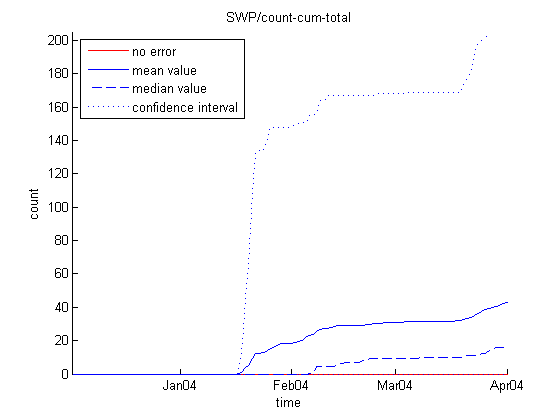 SWP/count-cum-total
no error
mean value
median value
confidence interval
200
180
160
140
120
100
80
60
40
20
0
count
Jan04
Feb04
Mar04
Apr04
time